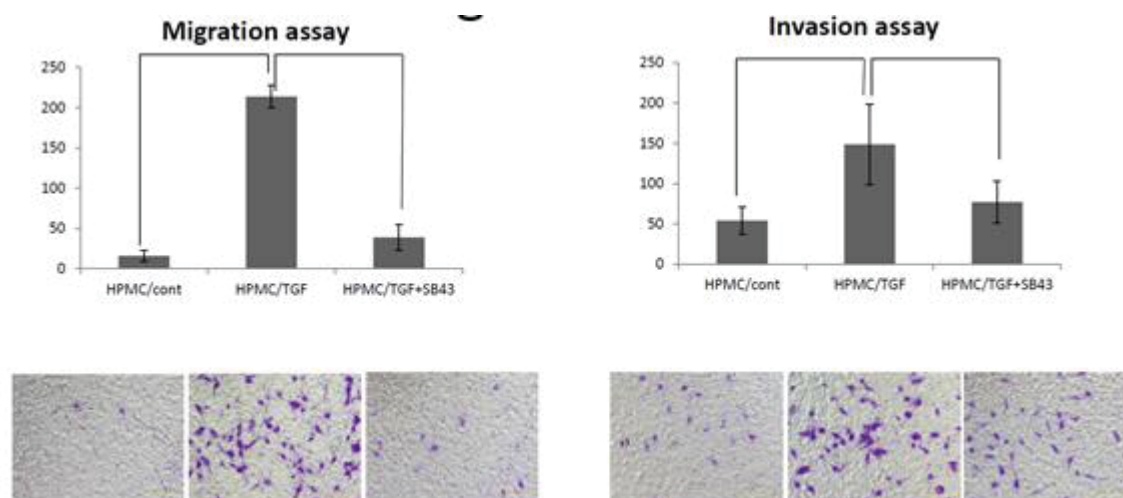 Migration assay
250
200
150
100
50
0
HPMC/cont
HPMC/TGF
HPMC/TGF+SB43
Invasion assay
250
200
150
100
50
0
HPMC/cont
HPMC/TGF
HPMC/TGF+SB43